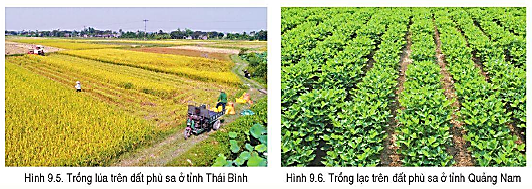 Hình 9.5. Trồng lúa trên đất phù sa ở tỉnh Thái Bình
Hình 9.6. Trồng lạc trên đất phù sa ở tỉnh Quảng Nam